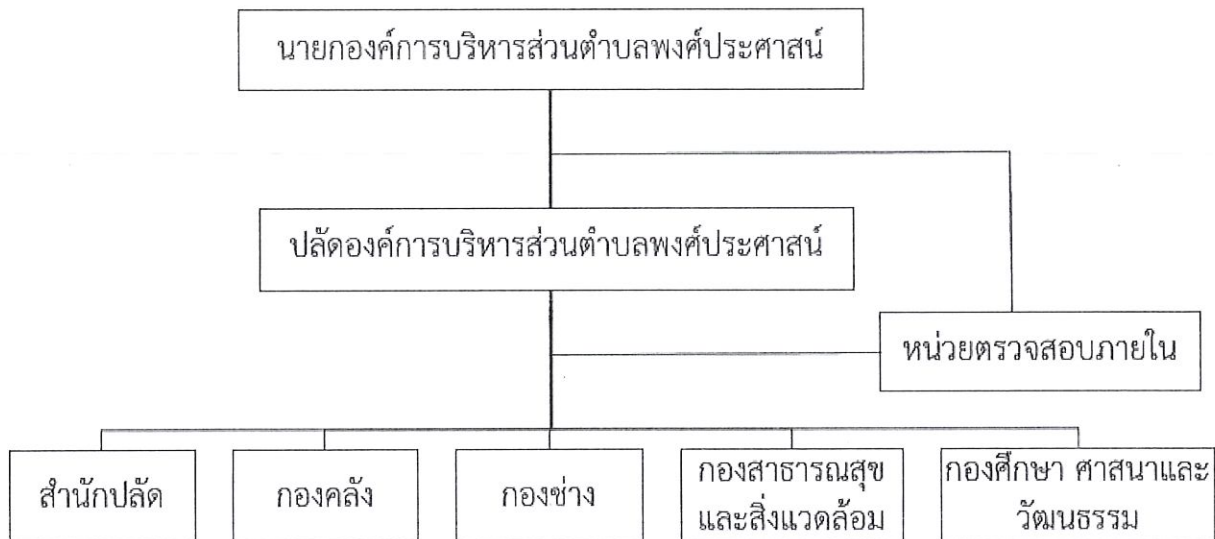 นายกองค์การบริหารส่วนตำบลพงศ์ประศาสน์
ปลัดองค์การบริหารส่วนตำบลพงศ์ประศาสน์
หน่วยตรวจสอบภายใน
สำนักปลัด
กองคลัง
กองช่าง
กองสาธารณสุข
และสิ่งแวดล้อม
กองศึกษา ศาสนาและ
วัฒนธรรม